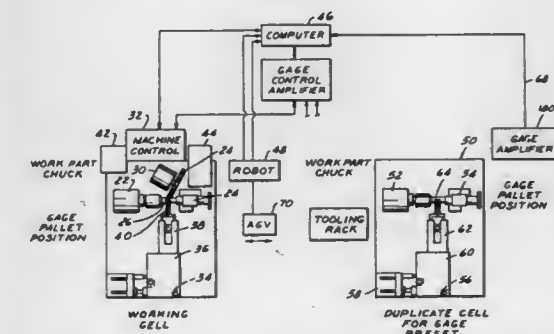 46
COMPUTER
GAGE
CONTROL
AMPLIFIER
68
100
GAGE
AMPLIFIER
42
32
MACHINE
CONTROL
44
24
30
WORK PART
CHUCK
22
24
26
40
38
36
34
GAGE
PALLET
POSITION
WORKING
CELL
48
ROBOT
70
AGV
50
WORK PART
CHUCK
52
64
54
GAGE
PALLET
POSITION
TOOLING
RACK
62
60
56
58
DUPLICATE CELL
FOR GAGE
PRESET